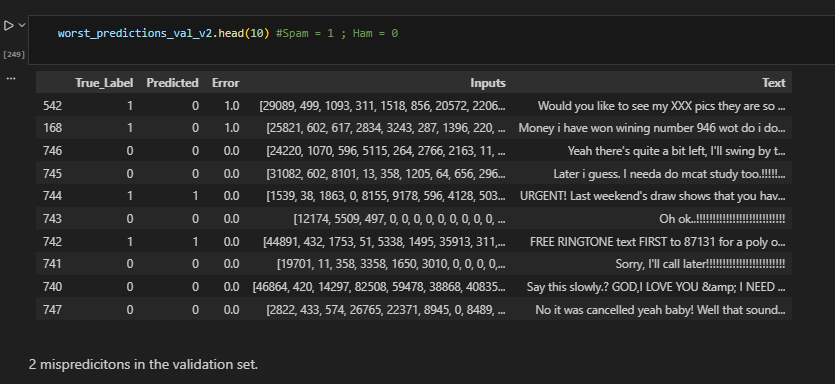 worst_predictions_val_v2.head(10) #Spam = 1 ; Ham = 0
[249]
...
True_Label Predicted Error Inputs Text
542 1 0 1.0 [29089, 499, 1093, 311, 1518, 856, 20572, 2206... Would you like to see my XXX pics they are so ...
168 1 0 1.0 [25821, 602, 617, 2834, 3243, 287, 1396, 220, ... Money i have won wining number 946 wot do i do...
746 0 0 0.0 [24220, 1070, 596, 5115, 264, 2766, 2163, 11, ... Yeah there's quite a bit left, I'll swing by t...
745 0 0 0.0 [31082, 602, 8101, 13, 358, 1205, 64, 656, 296... Later i guess. I needa do mcat study too.!!!!!...
744 1 1 0.0 [1539, 38, 1863, 0, 8155, 9178, 596, 4128, 503... URGENT! Last weekend's draw shows that you hav...
743 0 0 0.0 [12174, 5509, 497, 0, 0, 0, 0, 0, 0, 0, 0, ... Oh ok..!!!!!!!!!!!!!!!!!!!!!!!!!!!
742 1 1 0.0 [44891, 432, 1753, 51, 5338, 1495, 35913, 311,... FREE RINGTONE text FIRST to 87131 for a poly o...
741 0 0 0.0 [19701, 11, 358, 3358, 1650, 3010, 0, 0, 0, 0,... Sorry, I'll call later!!!!!!!!!!!!!!!!!!!!!!!!
740 0 0 0.0 [46864, 420, 14297, 82508, 59478, 38868, 40835... Say this slowly.? GOD,I LOVE YOU &amp; I NEED ...
747 0 0 0.0 [2822, 433, 574, 26765, 22371, 8945, 0, 8489, ... No it was cancelled yeah baby! Well that sound...
2 mispredicitons in the validation set.